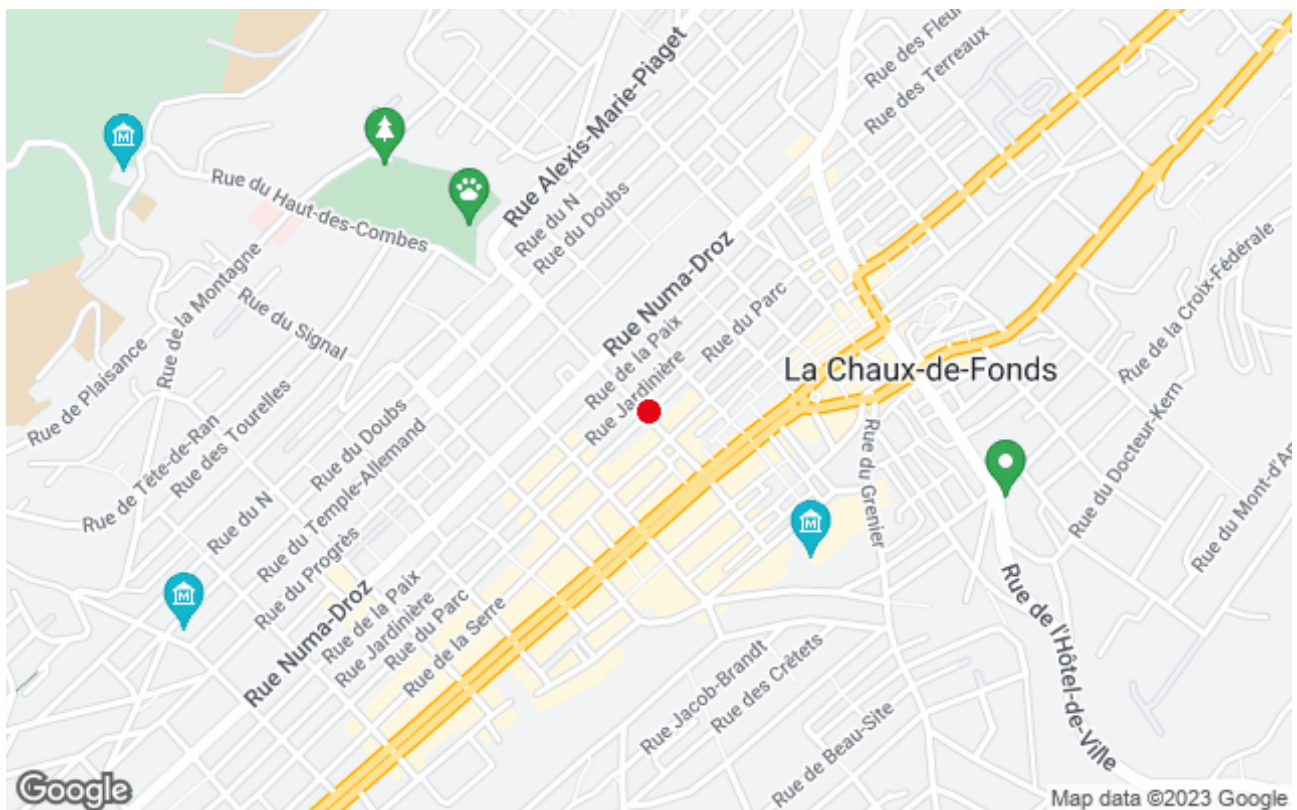 Rue des Fleu
Rue des Terreaux
Rue Alexis-Marie-Piaget
Rue du Haut-des-Combes
Rue du N
Rue du Doubs
Rue de la Montagne
Rue Numa-Droz
Rue de la Croix-Fédérale
Rue du Signal
Rue du Parc
Rue de Plaisance
Rue de la Paix
Rue Jardinière
La Chaux-de-Fonds
Rue de Tête-de-Ran
Rue des Tourelles
Rue du Doubs
Rue du Temple-Allemand
Rue du Grenier
Rue du Docteur-Kern
Rue du Mont-d'Am
Rue du N
Rue du Progrès
Rue Numa-Droz
Rue de la Paix
Rue Jardinière
Rue du Parc
Rue de la Serre
Rue de l'Hôtel-de-Ville
Rue Jacob-Brandt
Rue des Crêtets
Rue de Beau-Site
Google
Map data ©2023 Google